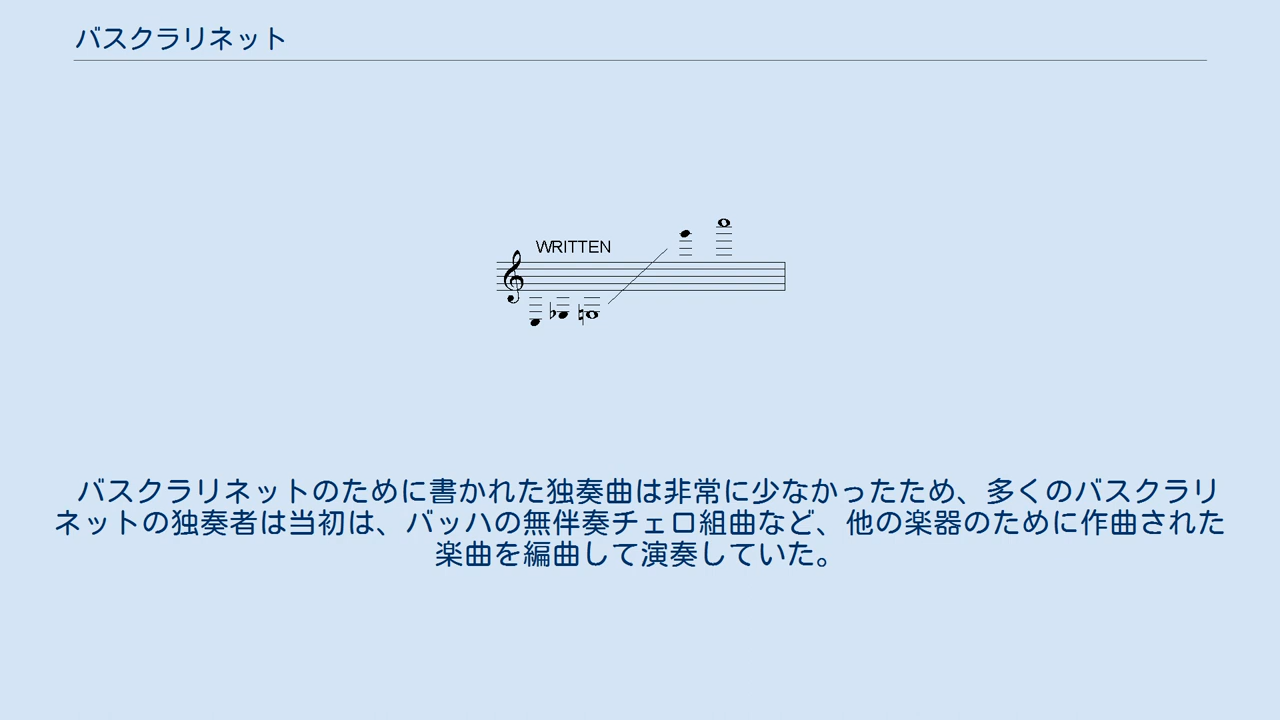 バスクラリネット
WRITTEN
バスクラリネットのために書かれた独奏曲は非常に少なかったため、多くのバスクラリ
ネットの独奏者は当初は、バッハの無伴奏チェロ組曲など、他の楽器のために作曲された
楽曲を編曲して演奏していた。